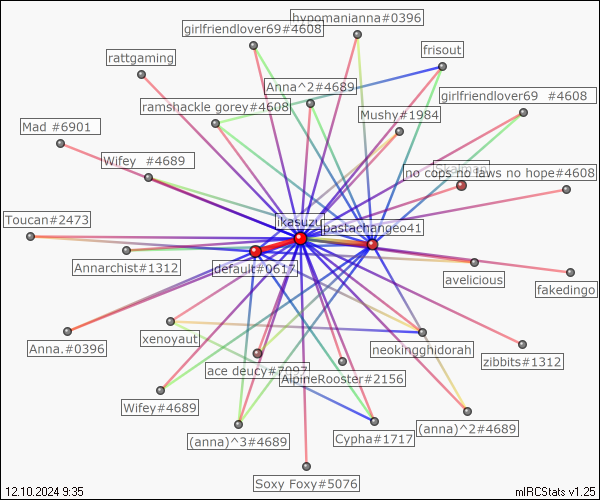 hypomanianna#0396
girlfriendlover69#4608
frisout
rattgaming
Anna^2#4689
girlfriendlover69  #4608
ramshackle gorey#4608
Mushy#1984
Mad #6901
Wifey  #4689
Skalman
no cops no laws no hope#4608
Toucan#2473
ikasuzu
pastachangeo41
Annarchist#1312
default#0617
avelicious
fakedingo
Anna.#0396
xenoyaut
neokingghidorah
zibbits#1312
ace deucy#7097
AlpineRooster#2156
Wifey#4689
(anna)^3#4689
Cypha#1717
(anna)^2#4689
Soxy Foxy#5076
12.10.2024 9:35
mIRCStats v1.25